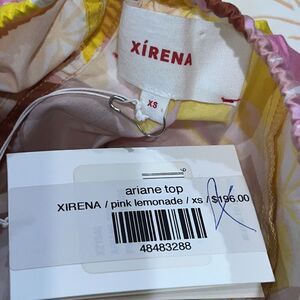 XÍRENA
XS
ariane top
XIRENA / pink lemonade / xs / $196.00
48483288